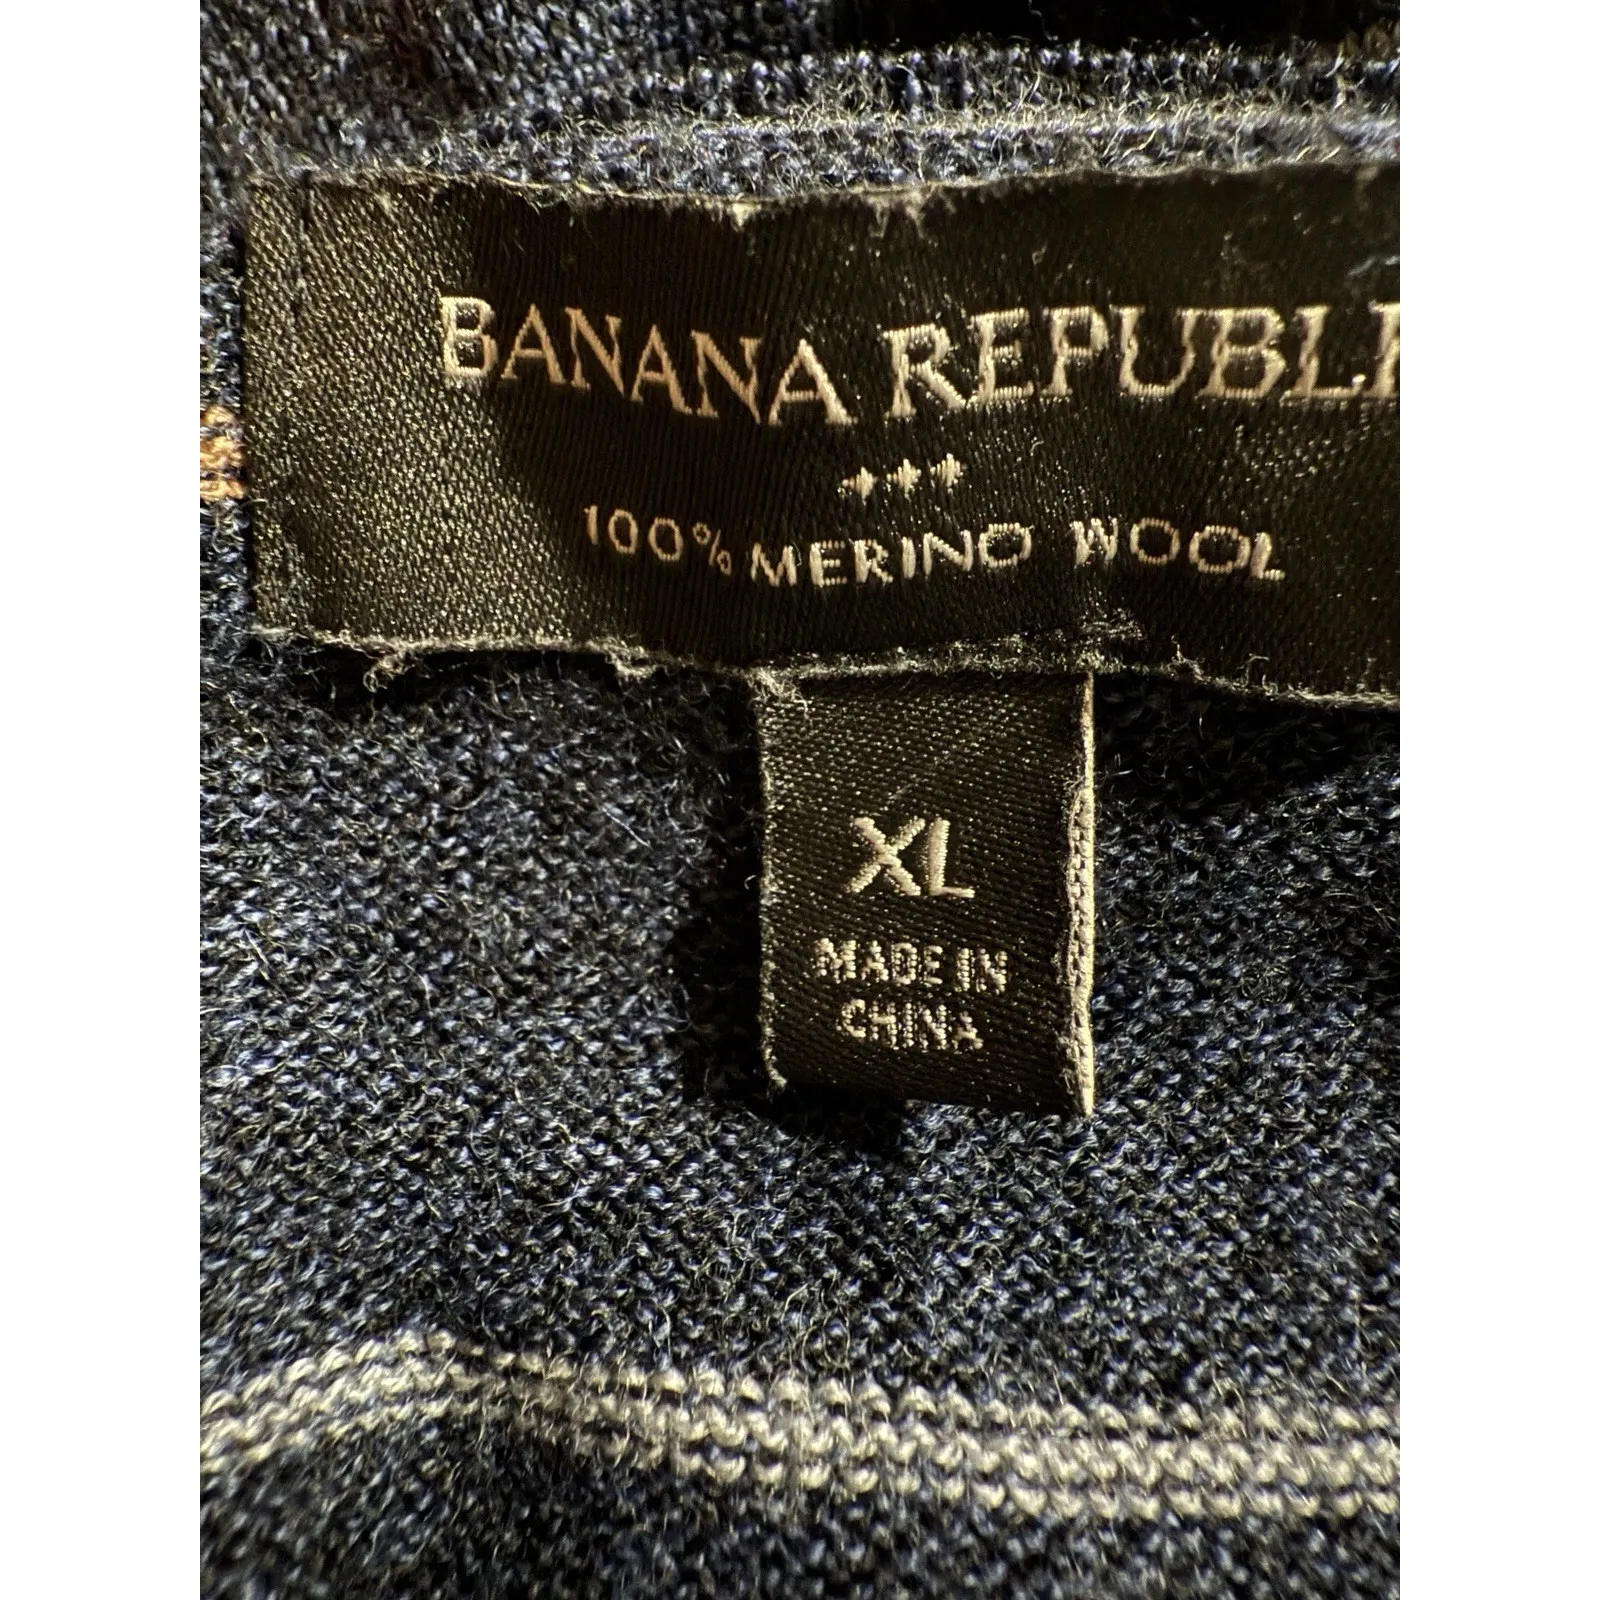 BANANA REPUBLI
100% MERINO WOOL
XL
MADE IN
CHINA